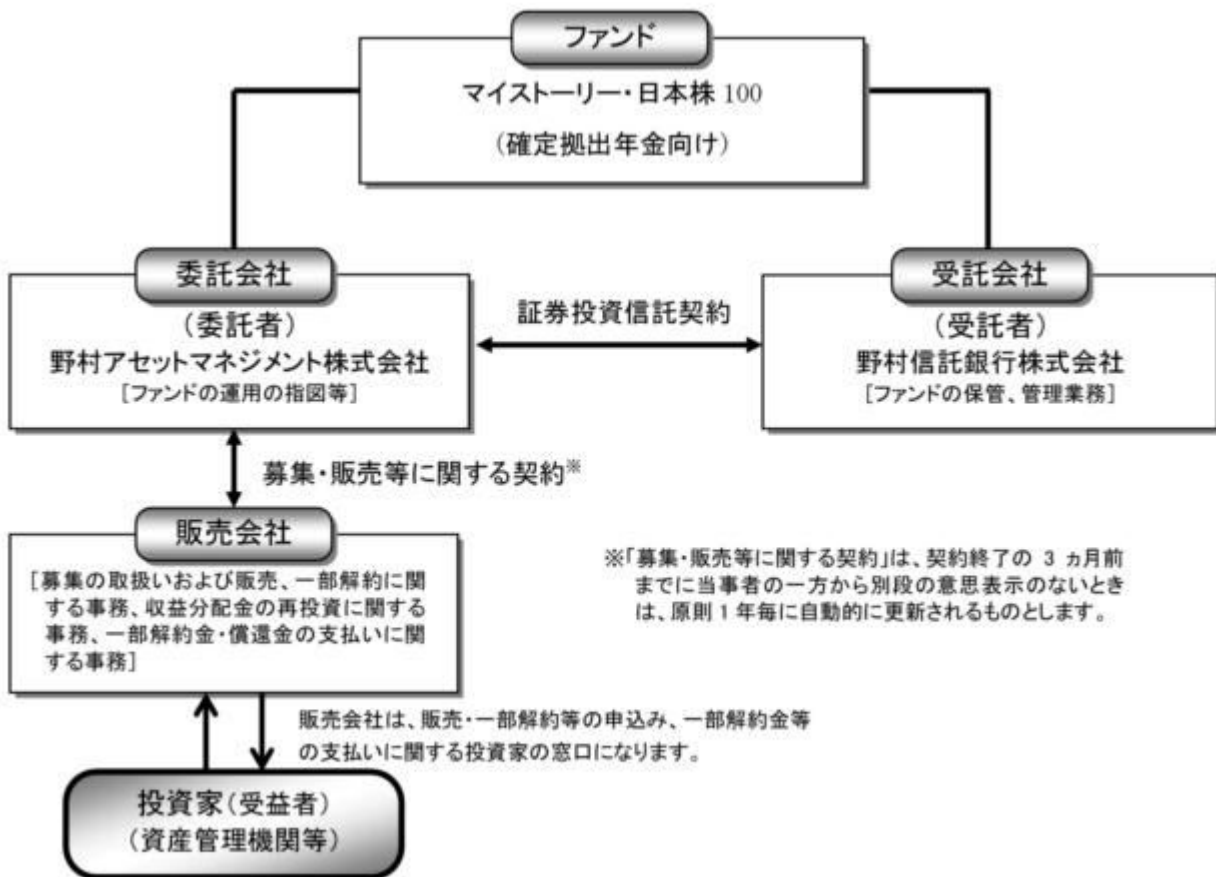 ファンド
マイストーリー・日本株 100
(確定拠出年金向け)
委託会社
(委託者)
野村アセットマネジメント株式会社
[ファンドの運用の指図等]
証券投資信託契約
受託会社
(受託者)
野村信託銀行株式会社
[ファンドの保管、管理業務]
募集・販売等に関する契約※
販売会社
[募集の取扱いおよび販売、一部解約に関
する事務、収益分配金の再投資に関する
事務、一部解約金・償還金の支払いに関
する事務]
※「募集・販売等に関する契約」は、契約終了の 3 ヵ月前
までに当事者の一方から別段の意思表示のないとき
は、原則 1 年毎に自動的に更新されるものとします。
販売会社は、販売・一部解約等の申込み、一部解約金等
の支払いに関する投資家の窓口になります。
投資家(受益者)
(資産管理機関等)